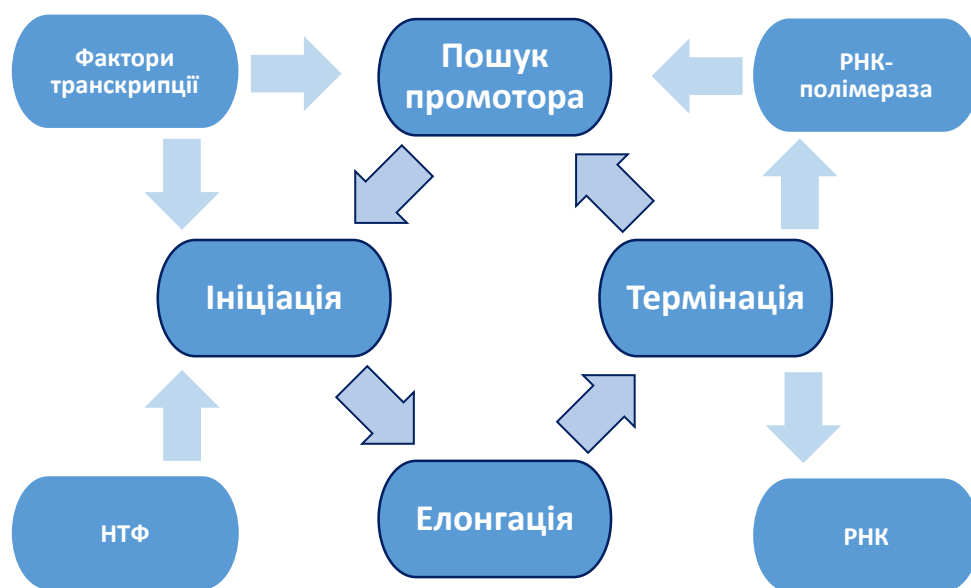 Фактори
транскрипції
Пошук
промотора
РНК-
полімераза
Ініціація
Термінація
НТФ
Елонгація
РНК